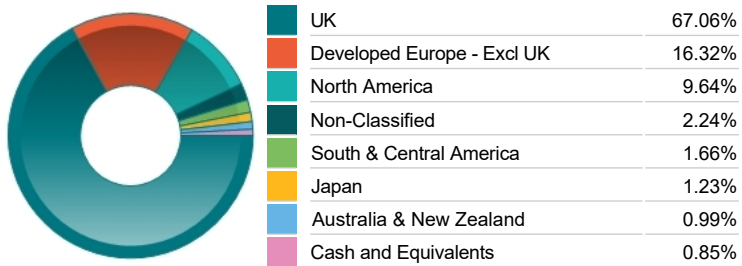 UK 67.06%
Developed Europe - Excl UK 16.32%
North America 9.64%
Non-Classified 2.24%
South & Central America 1.66%
Japan 1.23%
Australia & New Zealand 0.99%
Cash and Equivalents 0.85%